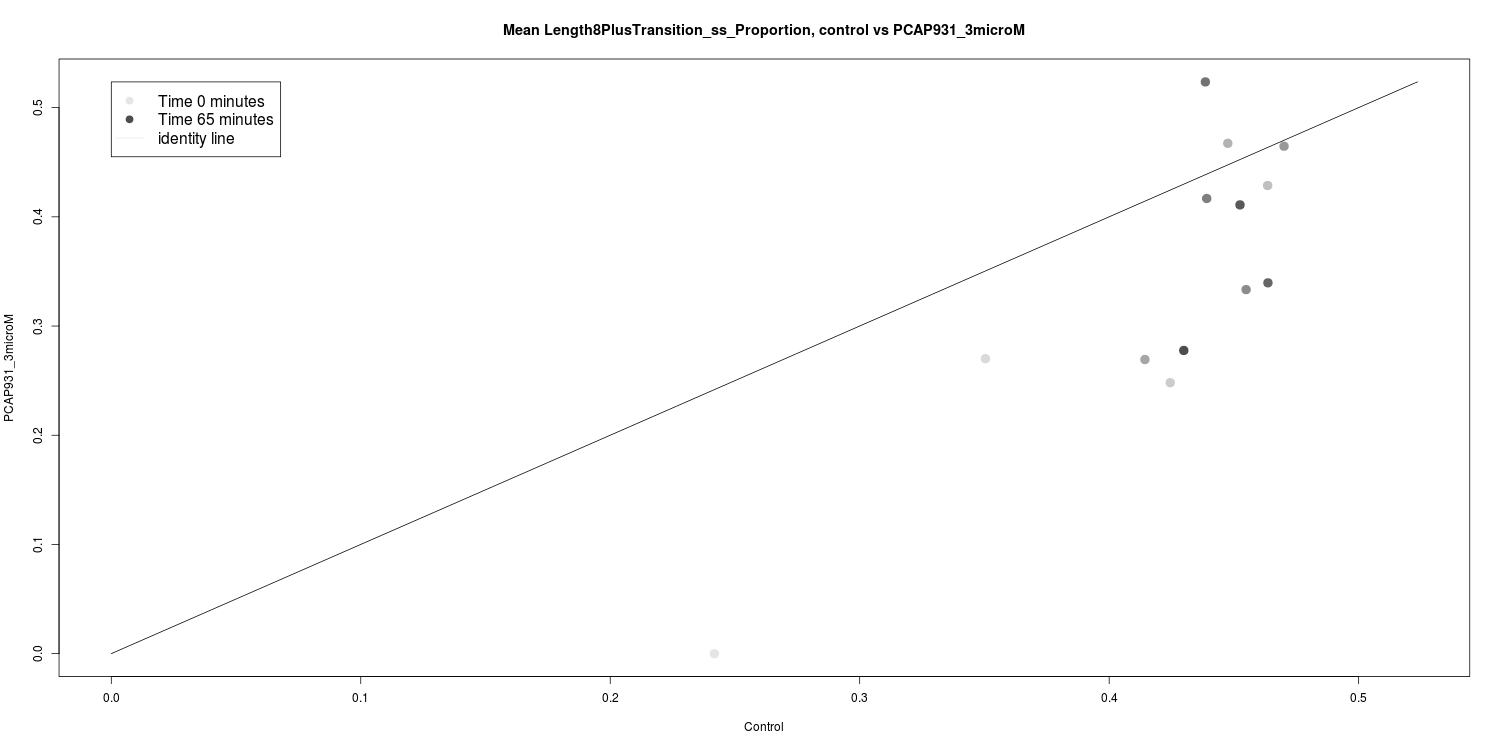 Mean Length8PlusTransition_ss_Proportion, control vs PCAP931_3microM
Time 0 minutes
Time 65 minutes
identity line
PCAP931_3microM
0.5
0.4
0.3
0.2
0.1
0.0
0.0 0.1 0.2 0.3 0.4 0.5
Control